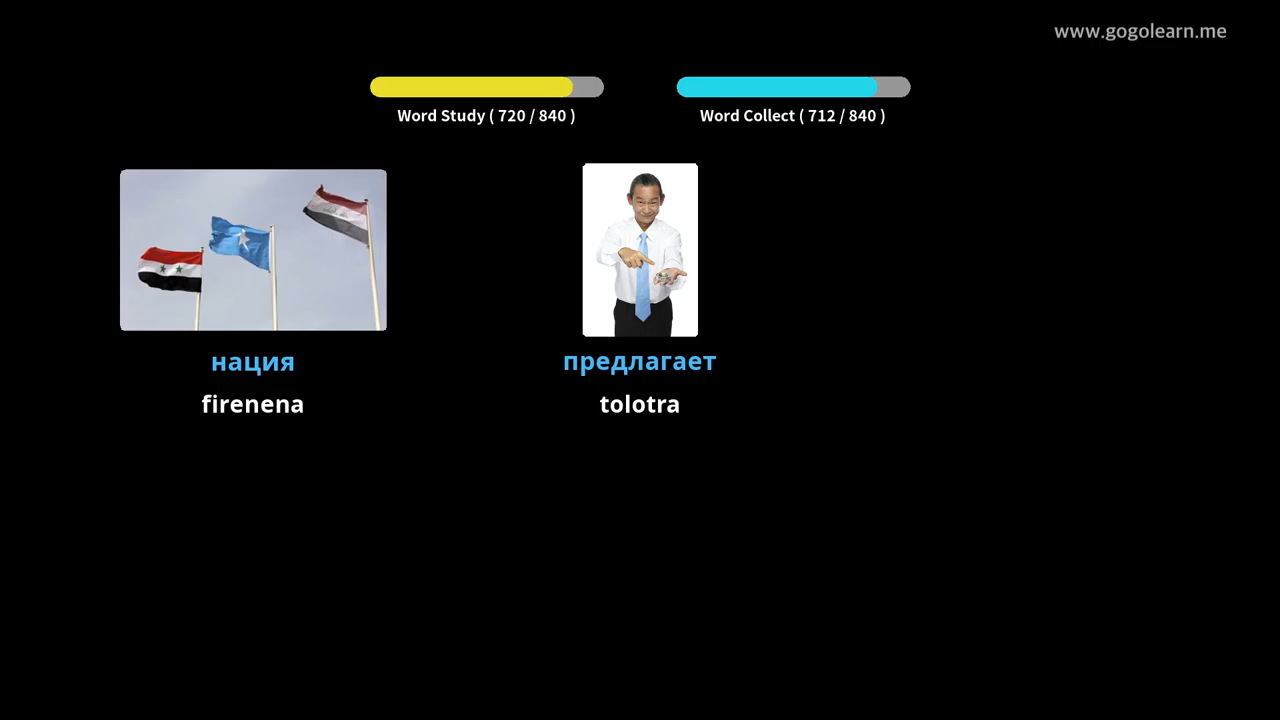 www.gogolearn.me
Word Study ( 720 / 840 )
Word Collect ( 712 / 840 )
нация
firenena
предлагает
tolotra